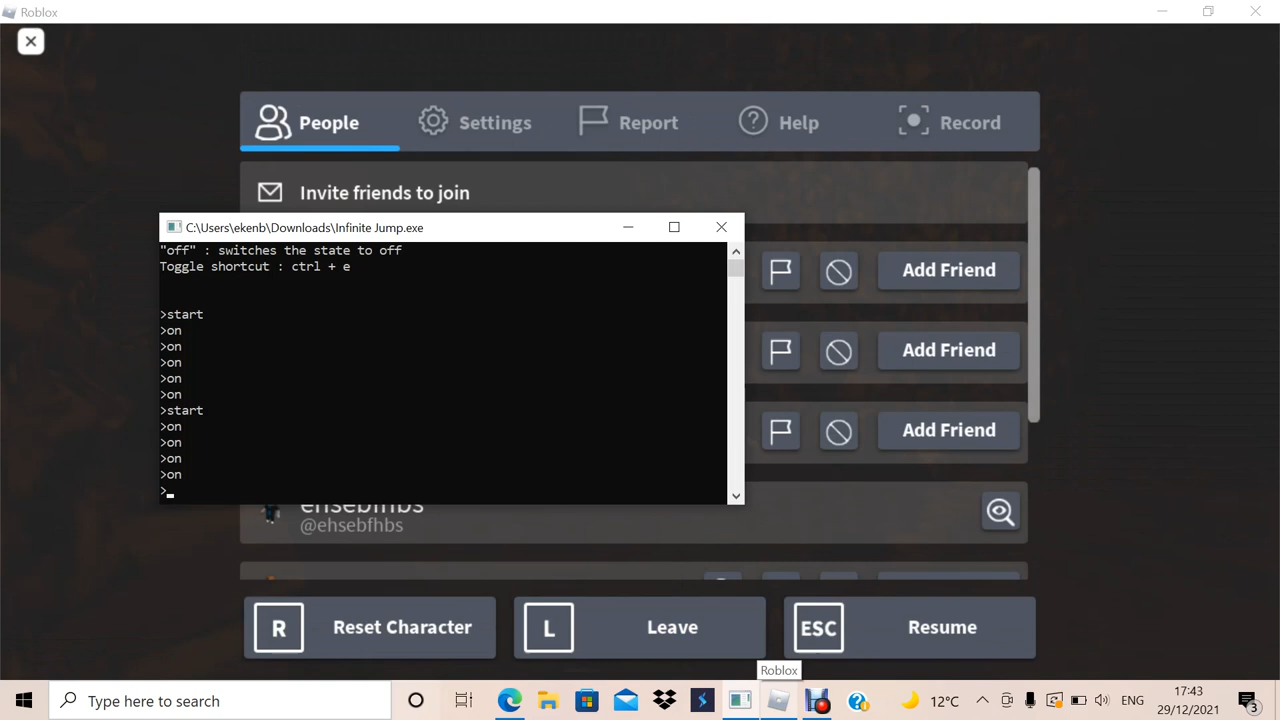 Roblox
People
Settings
Report
Help
Record
Invite friends to join
C:\Users\ekenb\Downloads\Infinite Jump.exe
"off" : switches the state to off
Toggle shortcut : ctrl + e
>start
>on
>on
>on
>on
>on
>start
>on
>on
>on
>on
>
Add Friend
Add Friend
Add Friend
ehsebfhbs
@ehsebfhbs
R Reset Character
L Leave
ESC Resume
Roblox
Type here to search
12°C
ENG
17:43
29/12/2021
3